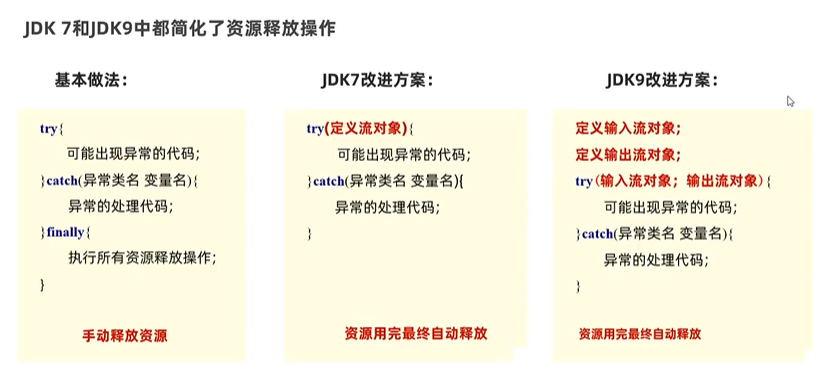 JDK 7和JDK9中都简化了资源释放操作
基本做法：
try{
可能出现异常的代码;
}catch(异常类名 变量名){
异常的处理代码;
}finally{
执行所有资源释放操作;
}
手动释放资源
JDK7改进方案：
try(定义流对象){
可能出现异常的代码;
}catch(异常类名 变量名){
异常的处理代码;
}
资源用完最终自动释放
JDK9改进方案：
定义输入流对象;
定义输出流对象;
try(输入流对象；输出流对象){
可能出现异常的代码;
}catch(异常类名 变量名){
异常的处理代码;
}
资源用完最终自动释放